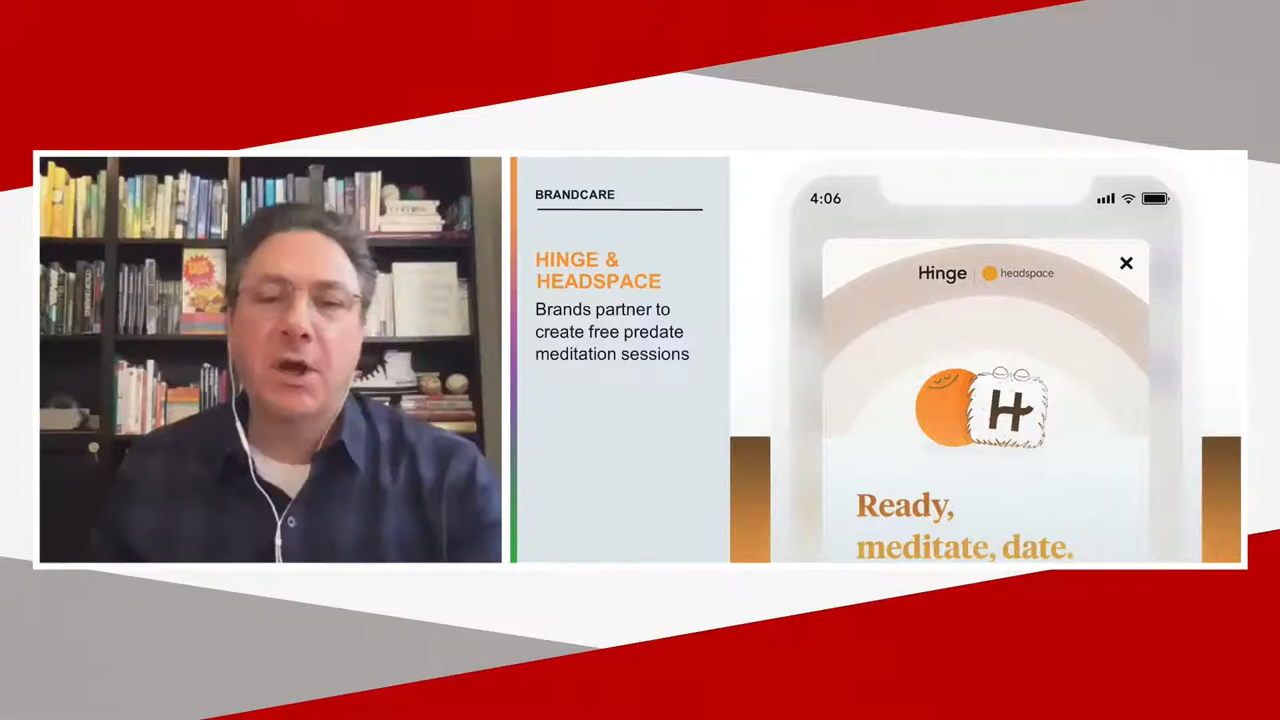 BRANDCARE
HINGE &
HEADSPACE
Brands partner to
create free predate
meditation sessions
4:06
Hinge | headspace
H
Ready,
meditate, date.